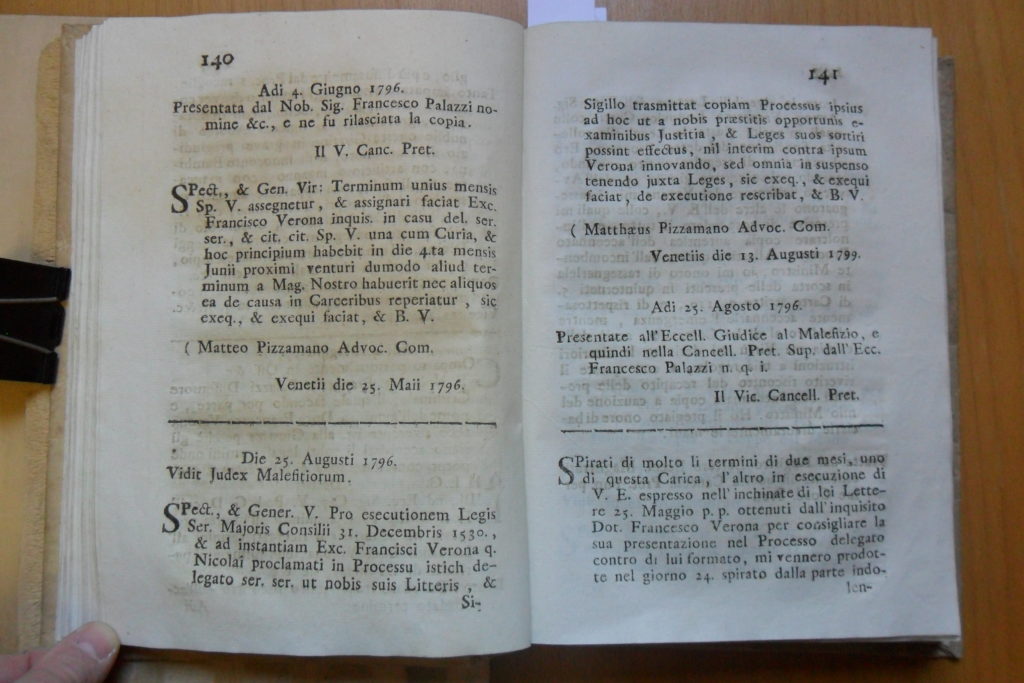 140
Adi 4. Giugno 1796.
Presentata dal Nob. Sig. Francesco Palazzi no-
mine &c., e ne fu rilasciata la copia.
Il V. Canc. Pret.
SPect., & Gen. Vir: Terminum unius mensis
Sp. V. assegnetur, & assignari faciat Exc.
Francisco Verona inquis. in casu del. ser.
ser., & cit. cit. Sp. V. una cum Curia, &
hoc principium habebit in die 4.ta mensis
Junii proximi venturi dumodo aliud ter-
minum a Mag. Nostro habuerit nec aliquos
ea de causa in Carceribus reperiatur, sic
exeq., & exequi faciat, & B. V.
( Matteo Pizzamano Advoc. Com.
Venetii die 25. Maii 1796.
Die 25. Augusti 1796.
Vidit Judex Malefitiorum.
SPect., & Gener. V. Pro executionem Legis
Ser. Majoris Consilii 31. Decembris 1530.,
& ad instantiam Exc. Francisci Verona q.
Nicolai proclamati in Processu istich de-
legato ser. ser. ut nobis suis Litteris, &
Si-
141
Sigillo trasmittat copiam Processus ipsius
ad hoc ut a nobis præstitis opportunis e-
xaminibus Justitia, & Leges suos sortiri
possint effectus, nil interim contra ipsum
Verona innovando, sed omnia in suspenso
tenendo juxta Leges, sic exeq., & exequi
faciat, de executione rescribat, & B. V.
( Matthæus Pizzamano Advoc. Com.
Venetiis die 13. Augusti 1799.
Adi 25. Agosto 1796.
Presentate all'Eccell. Giudice al Malefizio, e
quindi nella Cancell. Pret. Sup. dall'Ecc.
Francesco Palazzi n. q. i.
Il Vic. Cancell. Pret.
SPirati di molto li termini di due mesi, uno
di questa Carica, l'altro in esecuzione di
V. E. espresso nell'inchinate di lei Lette-
re 25. Maggio p. p. ottenuti dall'inquisito
Dot. Francesco Verona per consigliare la
sua presentazione nel Processo delegato
contro di lui formato, mi vennero prodot-
te nel giorno 24. spirato dalla parte indo-
len-